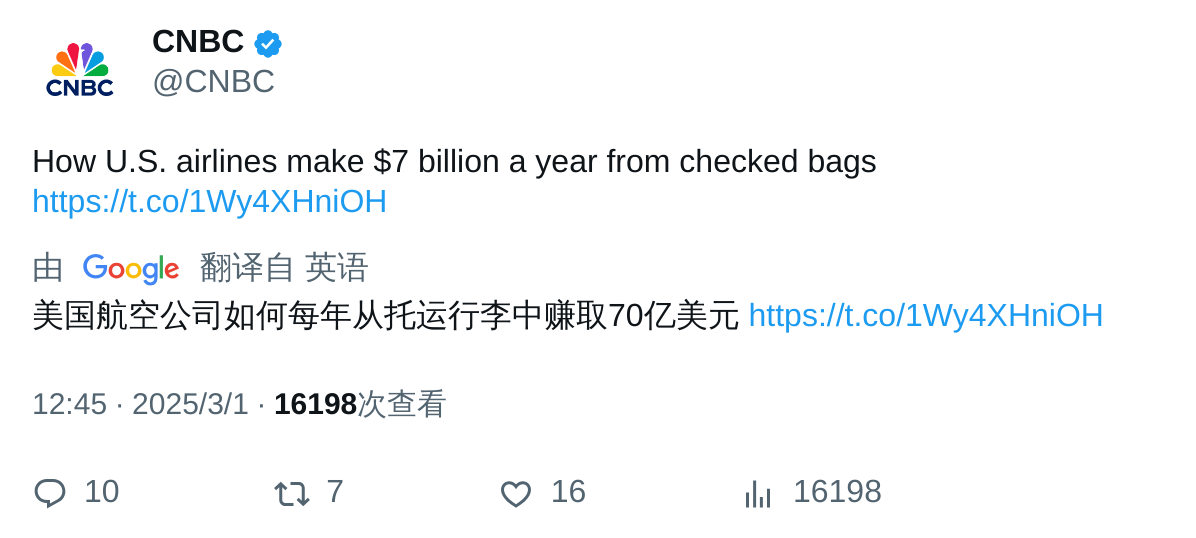 CNBC
CNBC
@CNBC
How U.S. airlines make $7 billion a year from checked bags
https://t.co/1Wy4XHniOH
由 Google 翻译自 英语
美国航空公司如何每年从托运行李中赚取70亿美元 https://t.co/1Wy4XHniOH
12:45 · 2025/3/1 · 16198次查看
10 7 16 16198